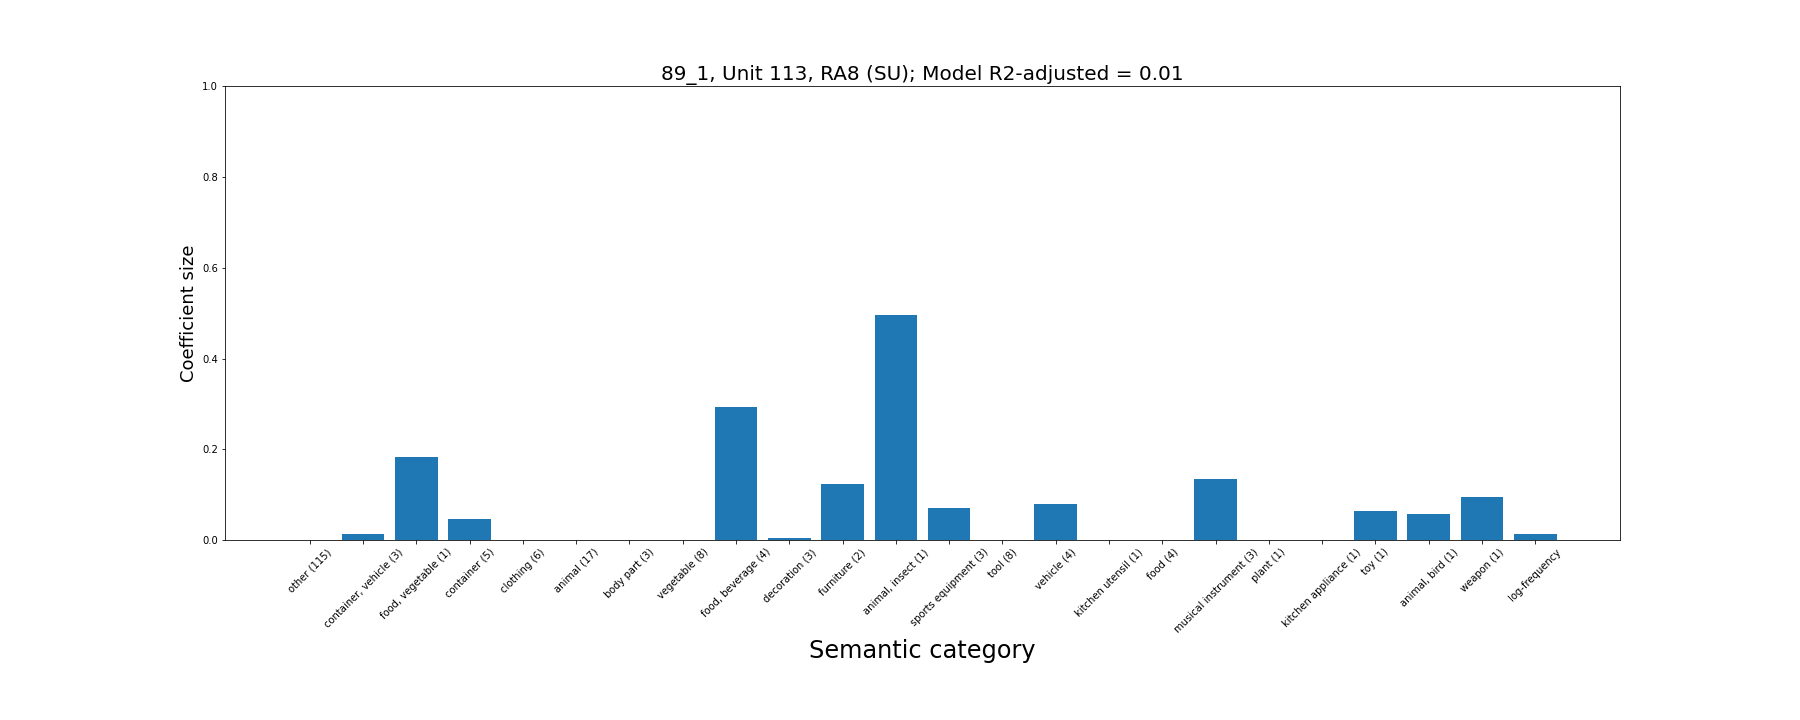 89_1, Unit 113, RA8 (SU); Model R2-adjusted = 0.01
Coefficient size
1.0
0.8
0.6
0.4
0.2
0.0
other (115)
container, vehicle (3)
food, vegetable (1)
container (5)
clothing (6)
animal (17)
body part (3)
vegetable (8)
food, beverage (4)
decoration (3)
furniture (2)
animal, insect (1)
sports equipment (3)
tool (8)
vehicle (4)
kitchen utensil (1)
food (4)
musical instrument (3)
plant (1)
kitchen appliance (1)
toy (1)
animal, bird (1)
weapon (1)
log-frequency
Semantic category